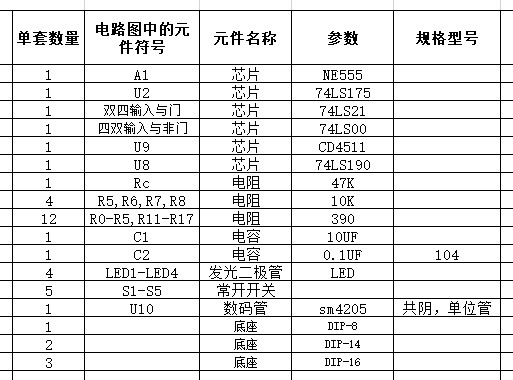 单套数量 电路图中的元件符号 元件名称 参数 规格型号
1 A1 芯片 NE555
1 U2 芯片 74LS175
1 双四输入与门 芯片 74LS21
1 四双输入与非门 芯片 74LS00
1 U9 芯片 CD4511
1 U8 芯片 74LS190
1 Rc 电阻 47K
4 R5,R6,R7,R8 电阻 10K
12 R0-R5,R11-R17 电阻 390
1 C1 电容 10UF
1 C2 电容 0.1UF 104
4 LED1-LED4 发光二极管 LED
5 S1-S5 常开开关
1 U10 数码管 sm4205 共阴，单位管
1 底座 DIP-8
2 底座 DIP-14
3 底座 DIP-16